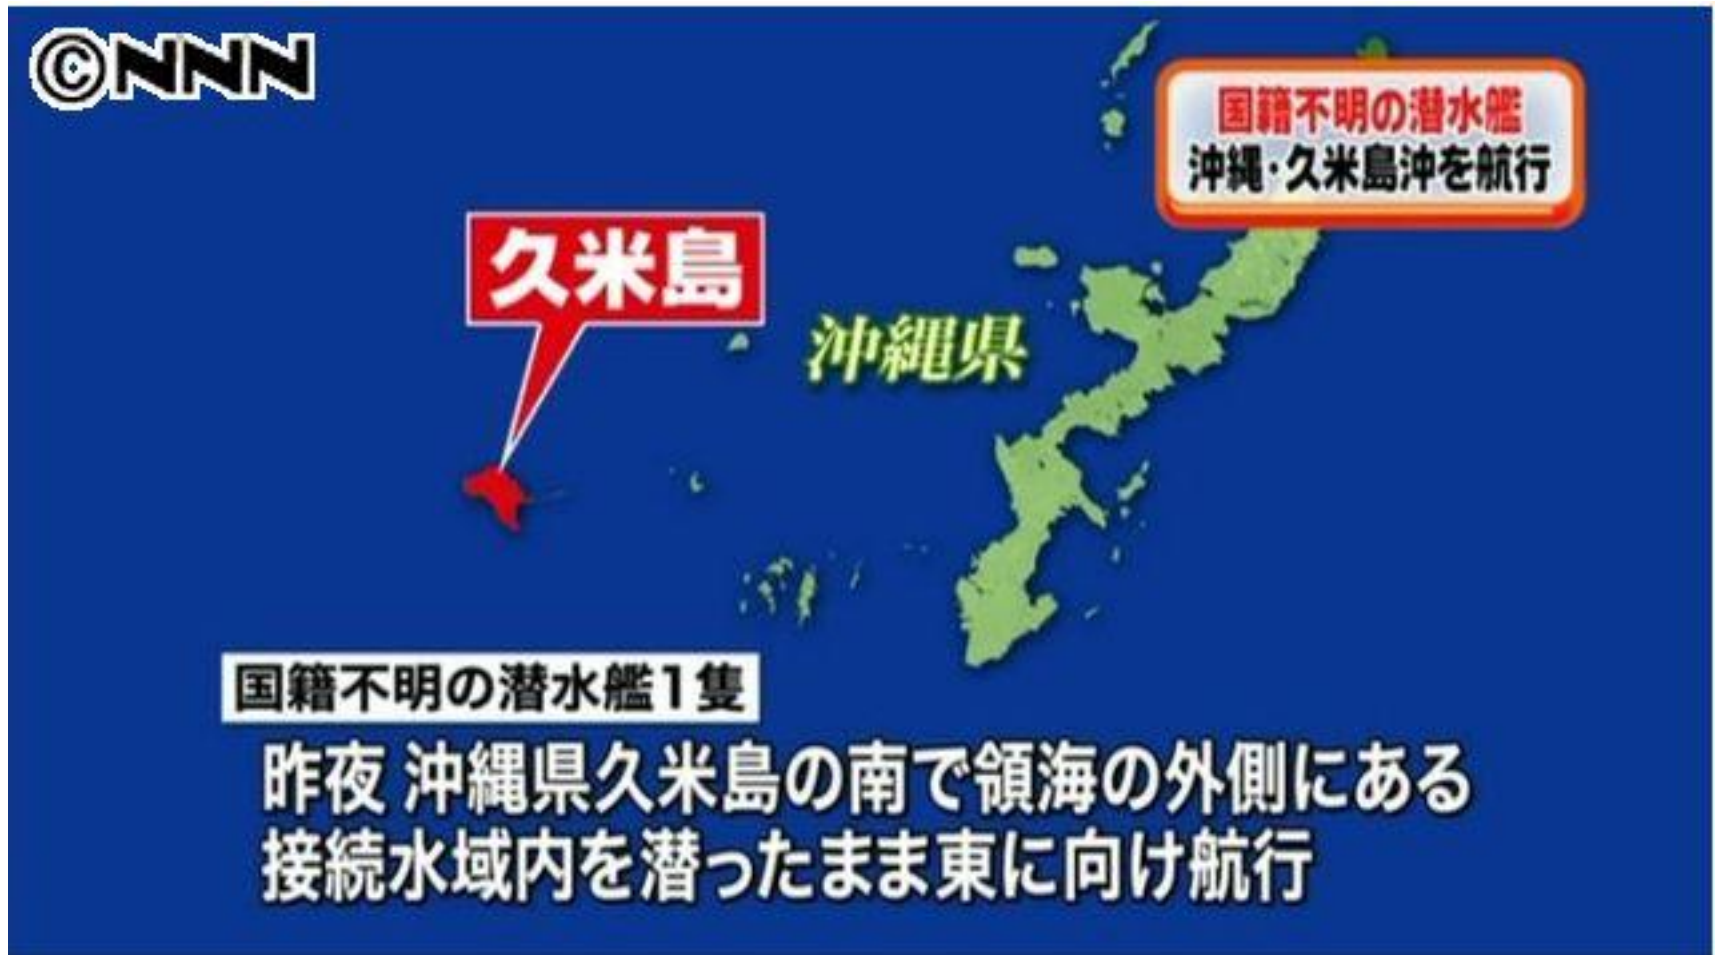 ©NNN
国籍不明の潜水艦
沖縄・久米島沖を航行
久米島
沖縄県
国籍不明の潜水艦1隻
昨夜 沖縄県久米島の南で領海の外側にある
接続水域内を潜ったまま東に向け航行